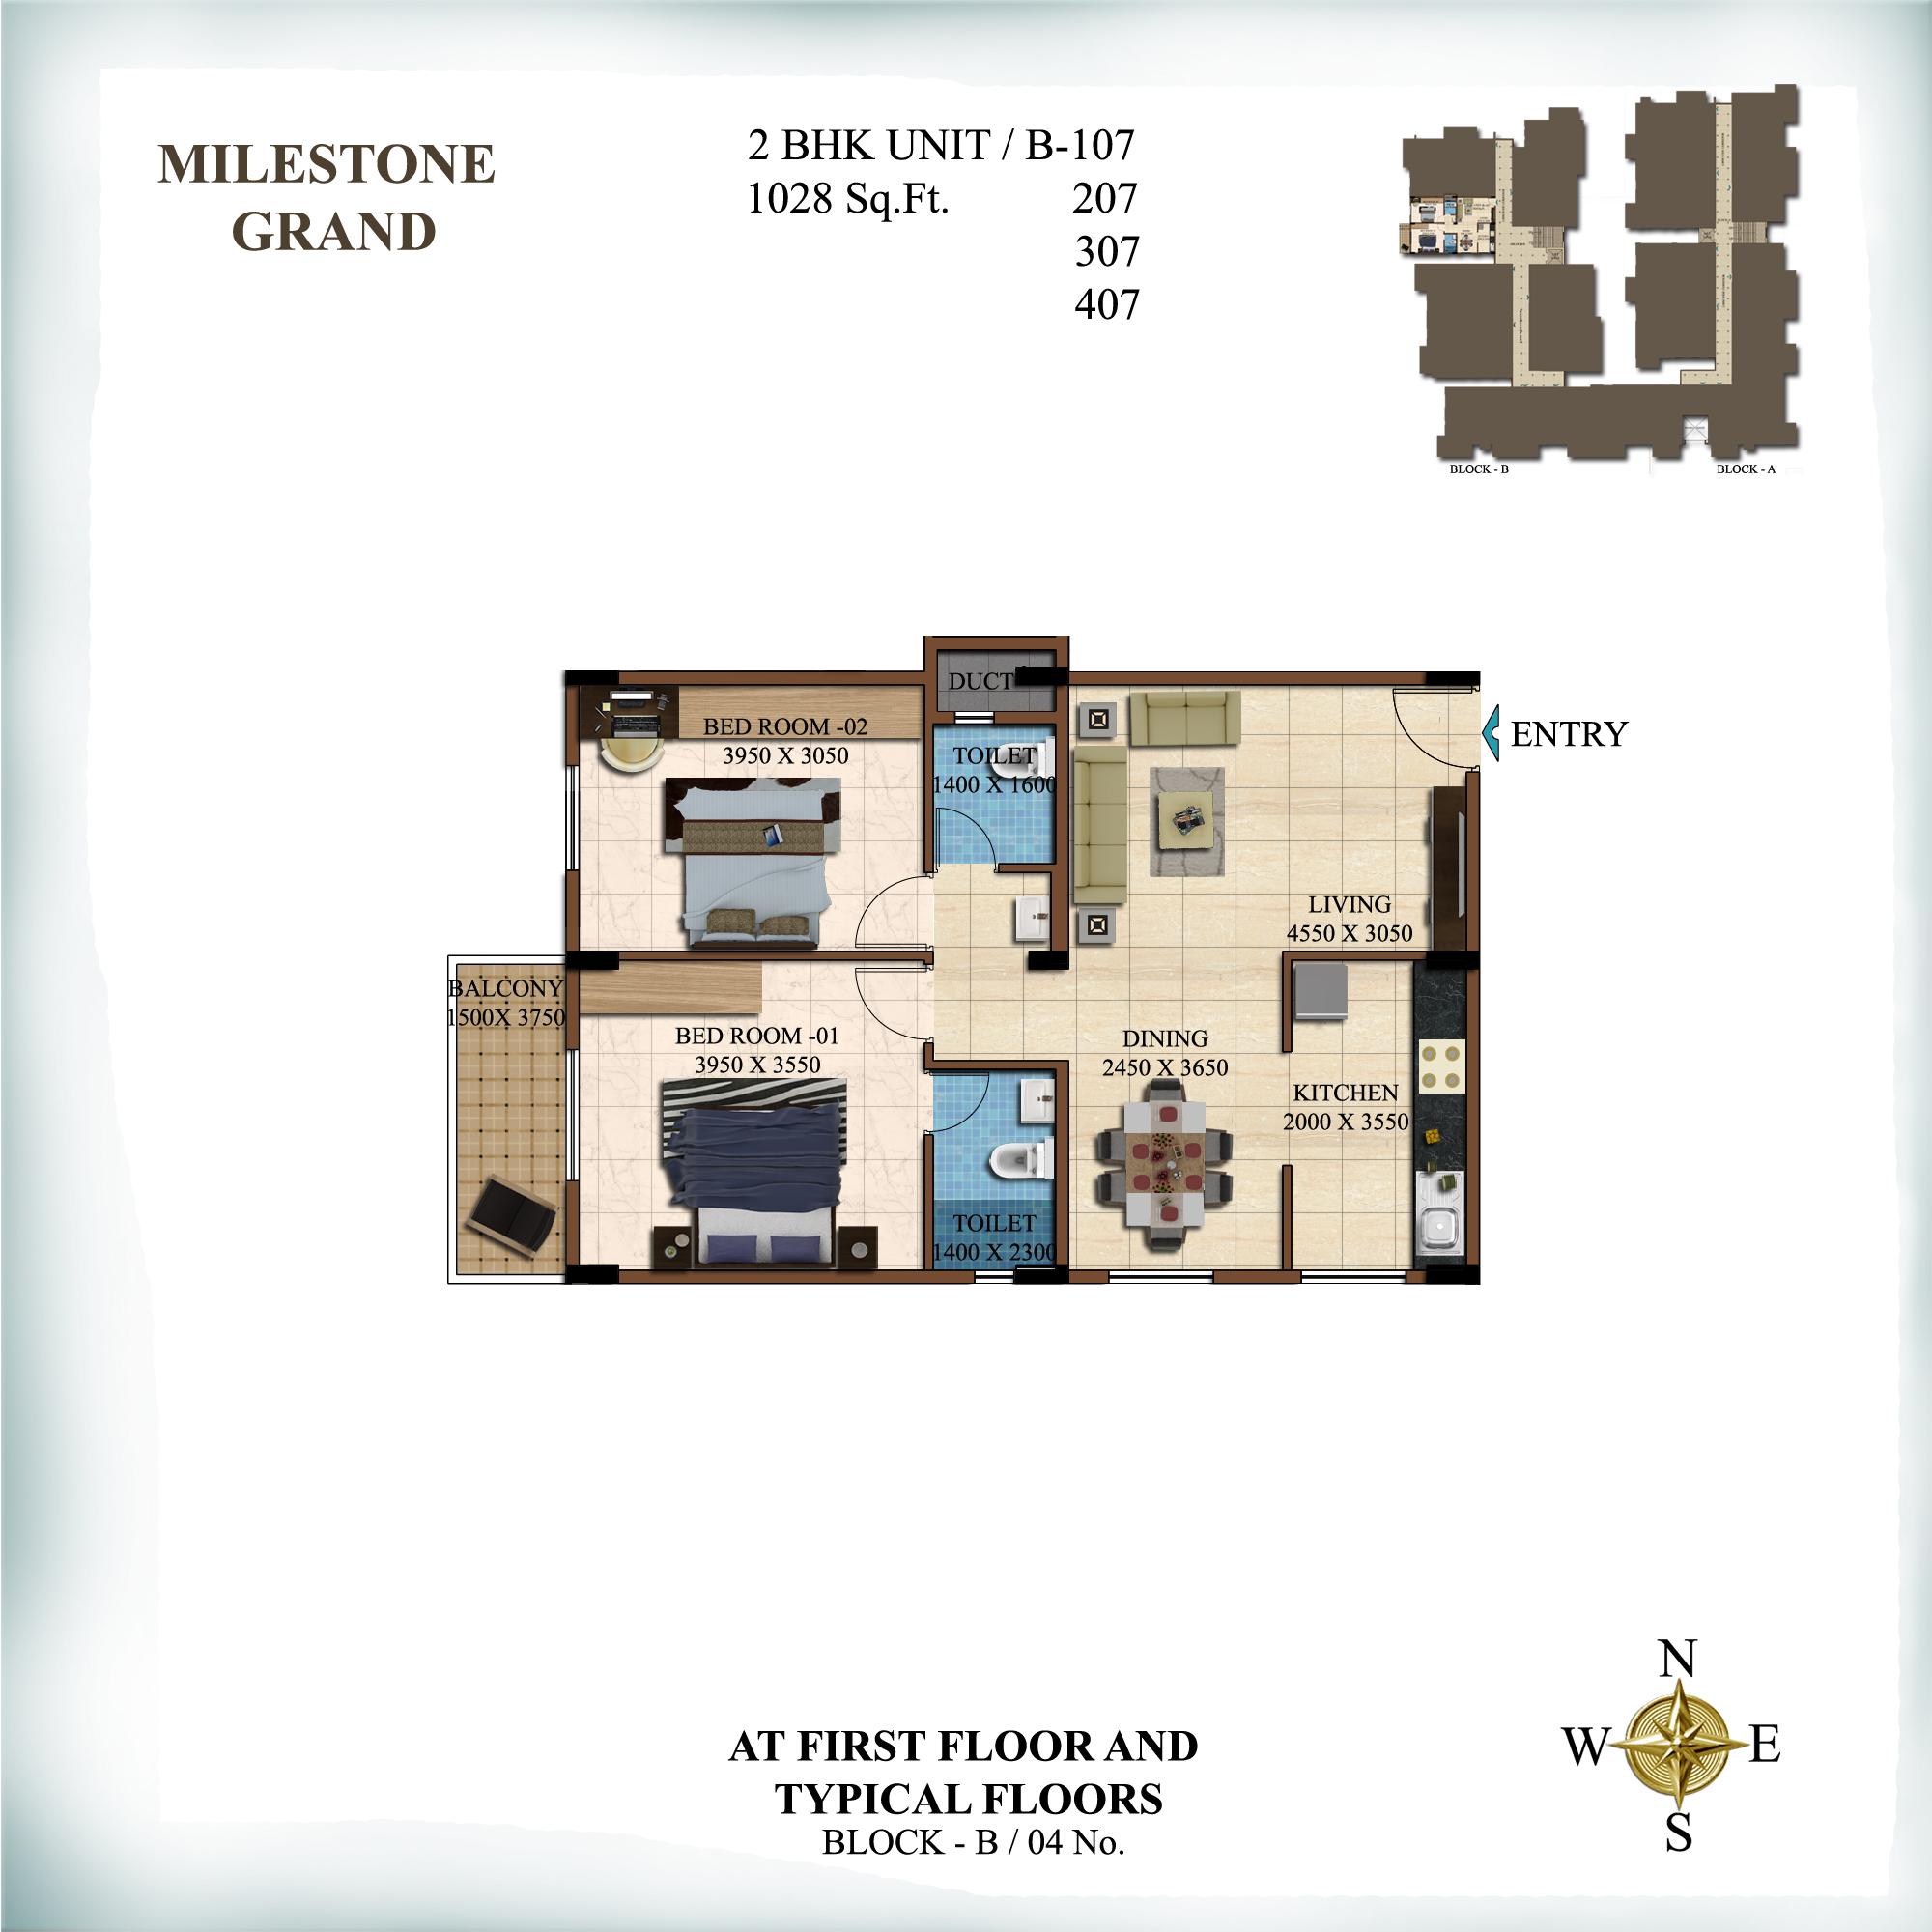 MILESTONE
GRAND
2 BHK UNIT / B-107
1028 Sq.Ft. 207
307
407
BLOCK - B
BLOCK - A
DUCT
BED ROOM -02
3950 X 3050
TOILET
1400 X 1600
ENTRY
LIVING
4550 X 3050
BALCONY
1500X 3750
BED ROOM -01
3950 X 3550
DINING
2450 X 3650
KITCHEN
2000 X 3550
TOILET
1400 X 2300
AT FIRST FLOOR AND
TYPICAL FLOORS
BLOCK - B / 04 No.
N
W
E
S